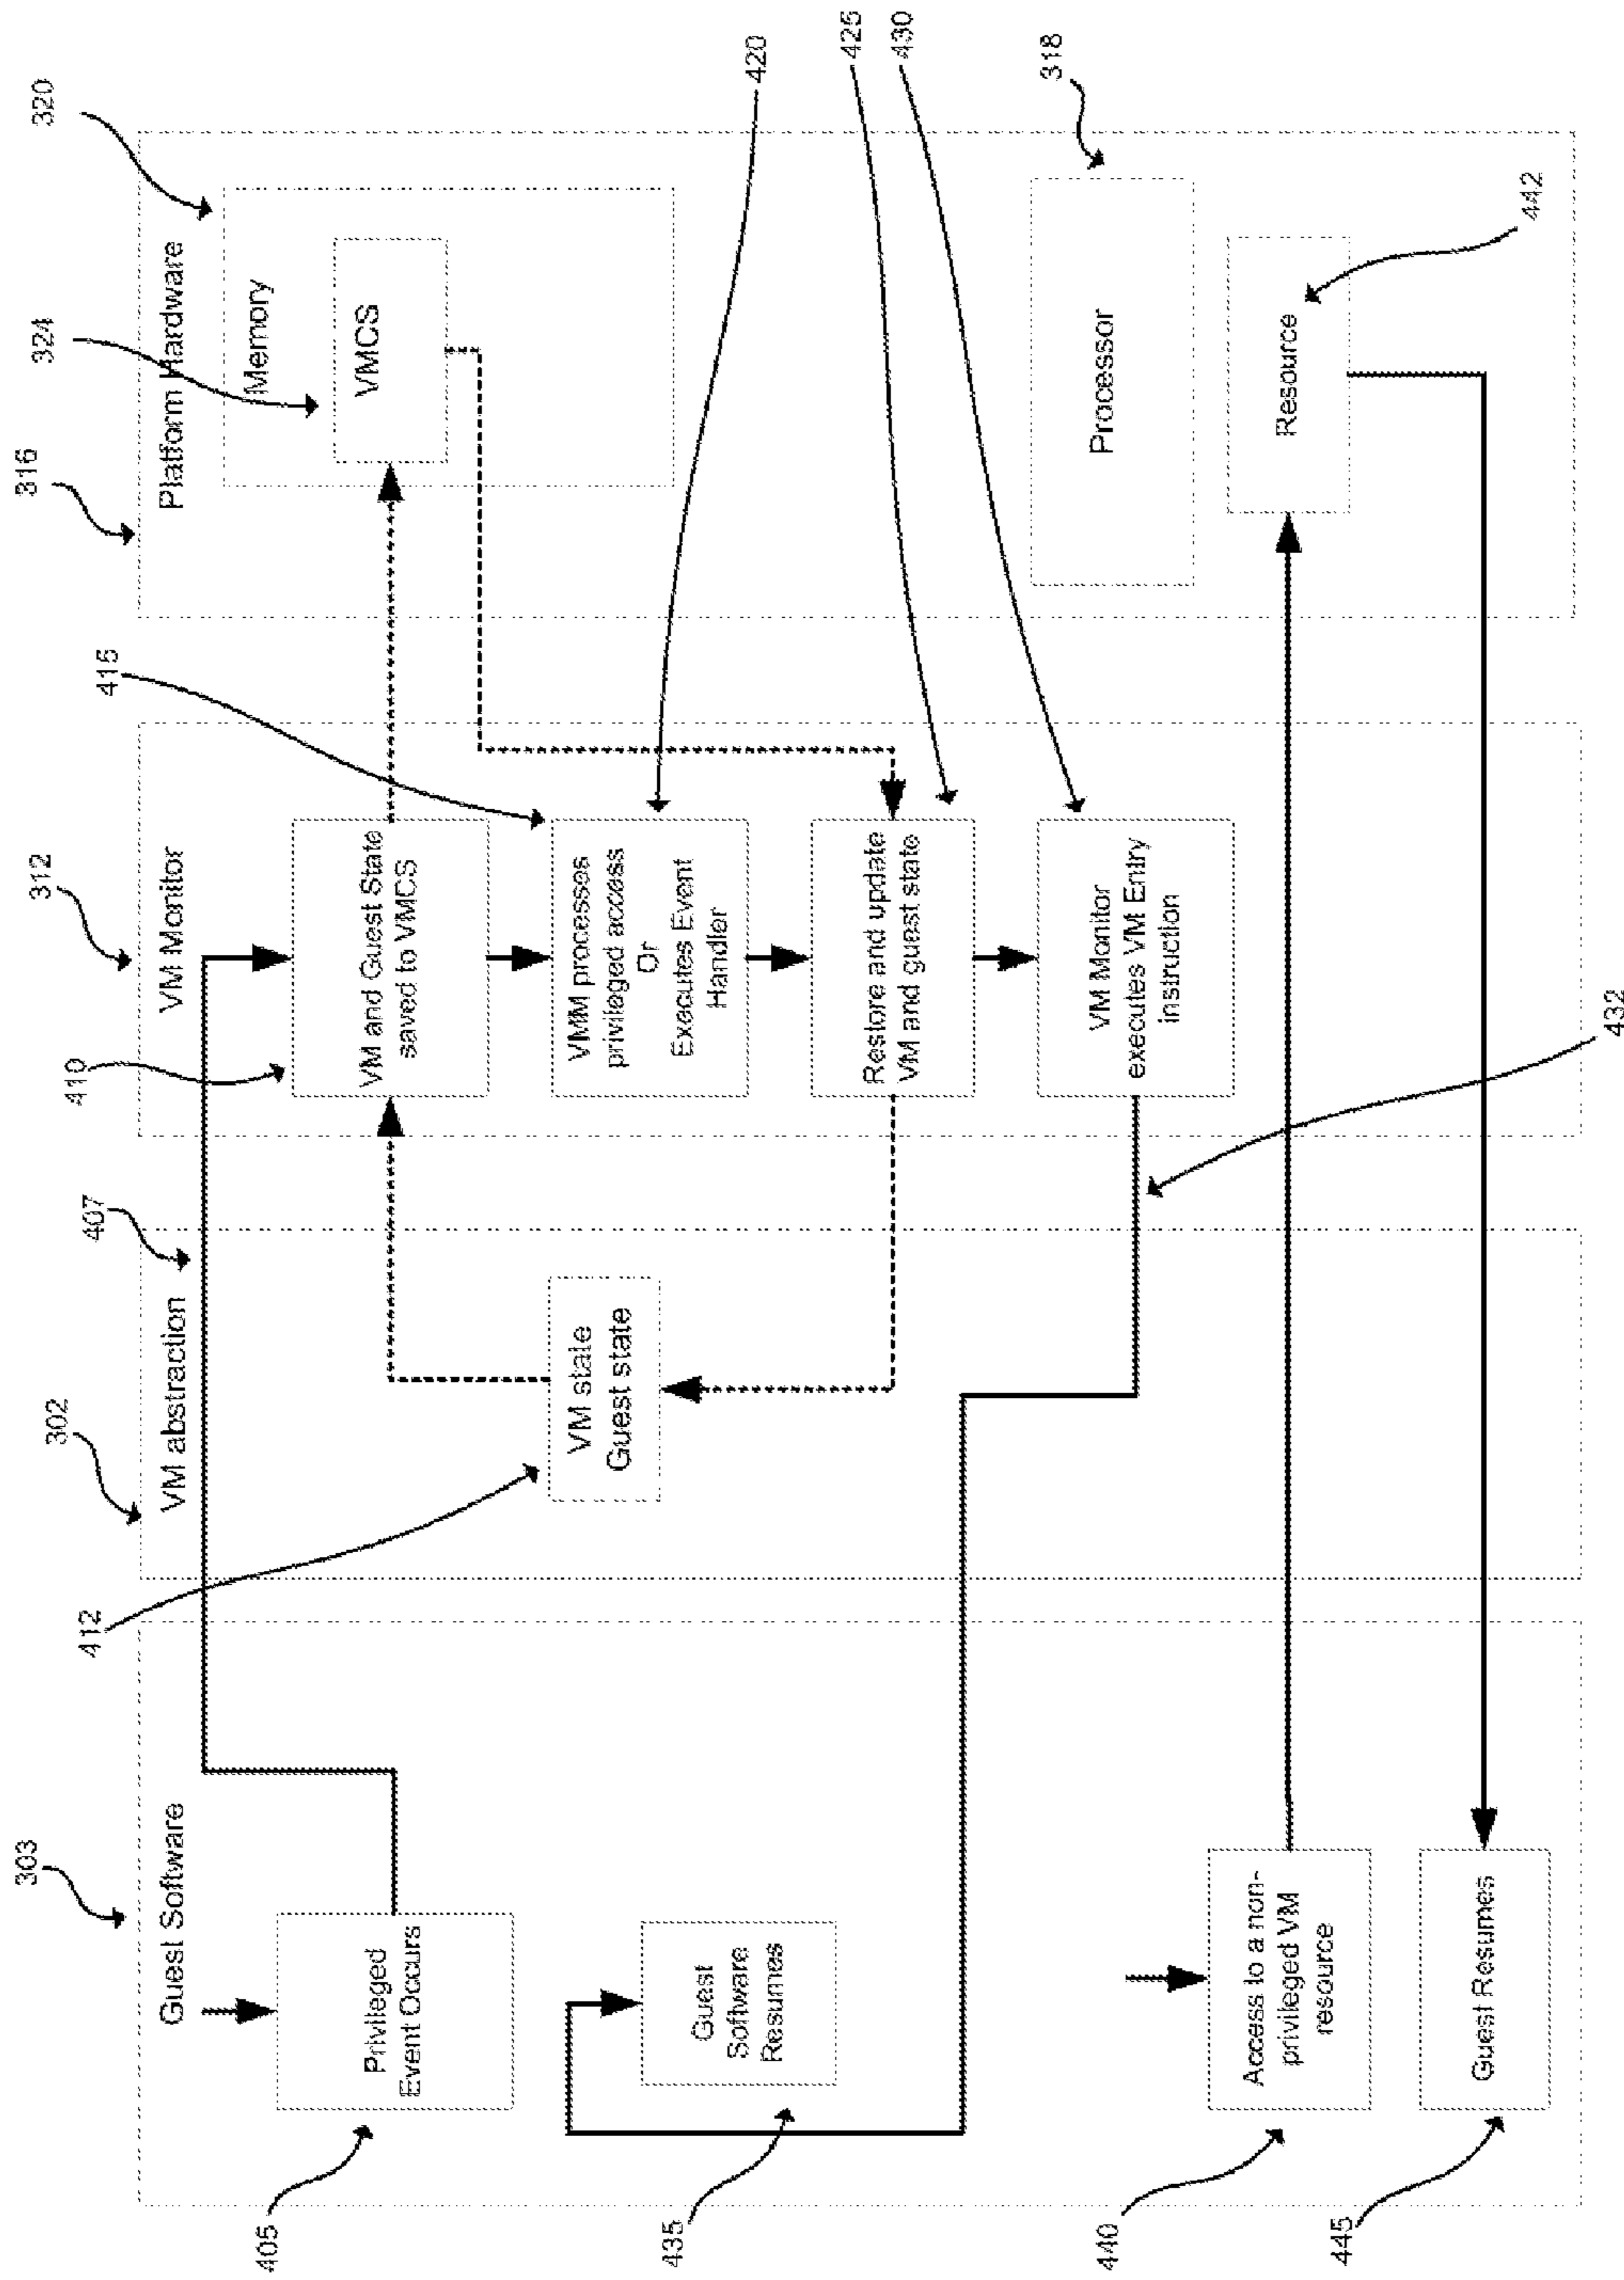 303
Guest Software
405
Privileged
Event Occurs
435
Guest
Software
Resumes
440
Access to a non-
privileged VM
resource
445
Guest Resumes
302
VM abstraction
407
412
VM state
Guest state
312
VM Monitor
410
VM and Guest State
saved to VMCS
415
VMM processes
privileged access
Or
Executes Event
Handler
420
Restore and update
VM and guest state
425
VM Monitor
executes VM Entry
instruction
430
432
316
Platform Hardware
320
Memory
324
VMCS
318
Processor
Resource
442